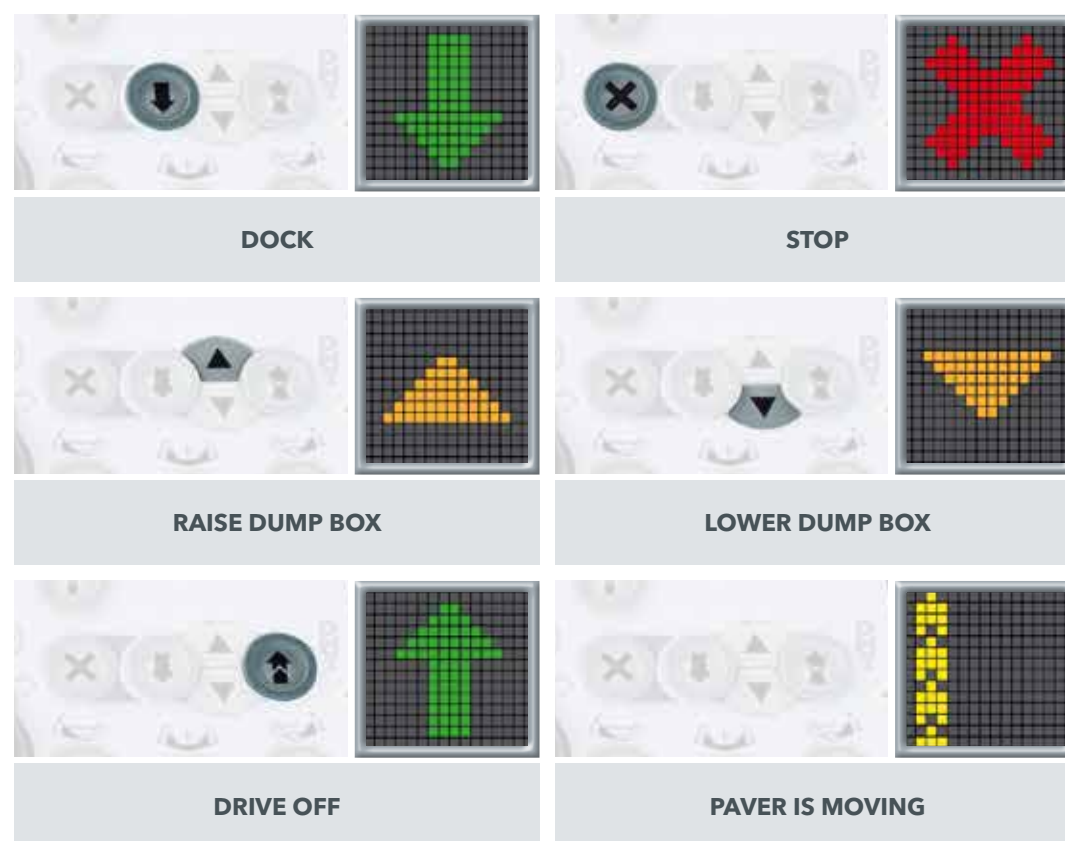 DOCK
STOP
RAISE DUMP BOX
LOWER DUMP BOX
DRIVE OFF
PAVER IS MOVING